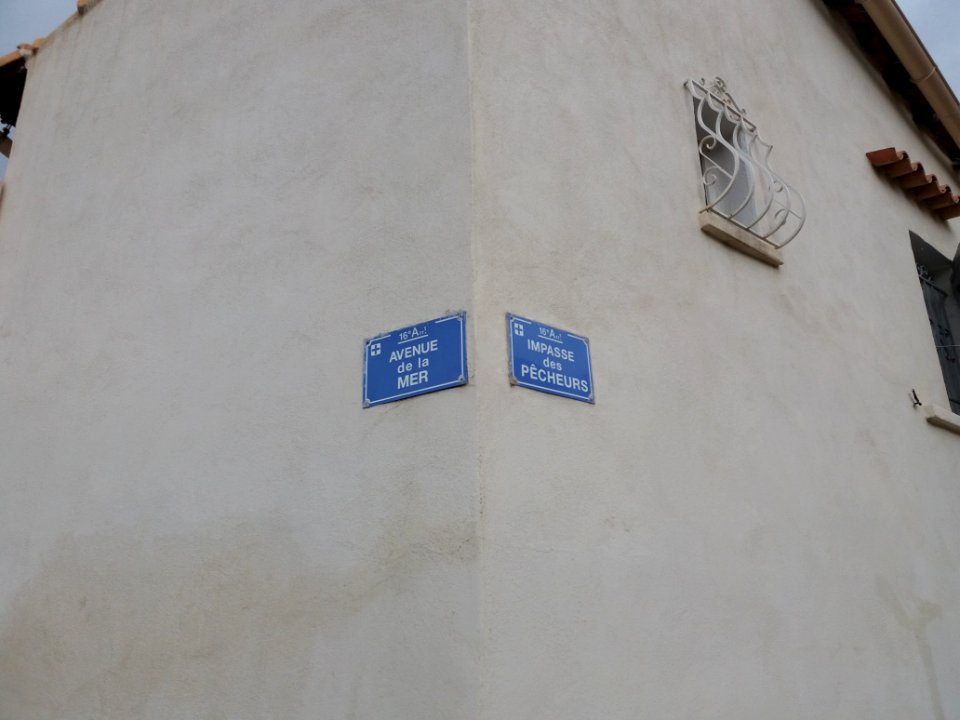 16e Arrt
AVENUE
de la
MER
16e Arrt
IMPASSE
des
PÊCHEURS